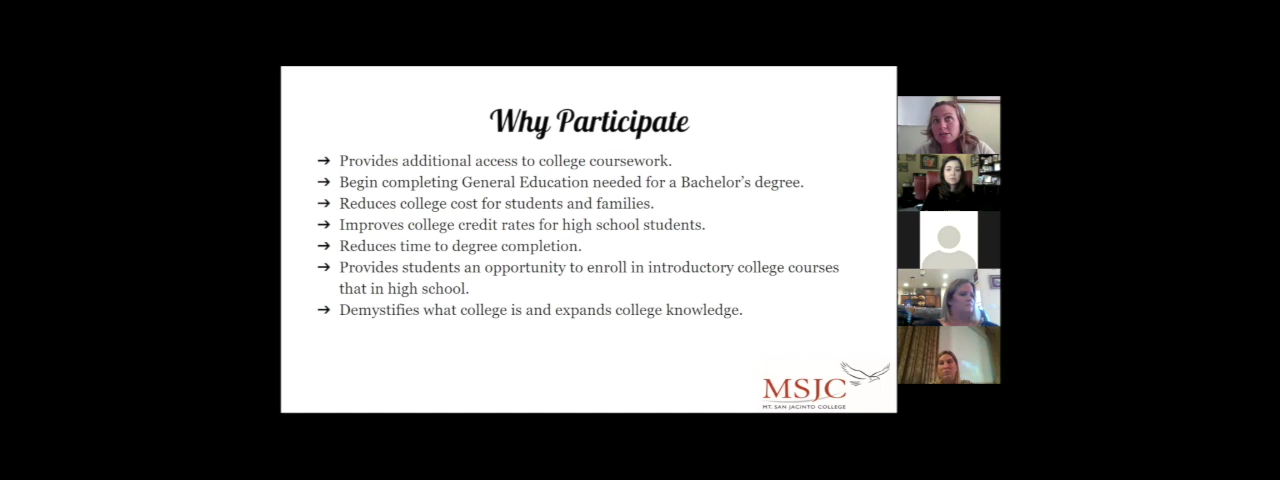 Why Participate
➔ Provides additional access to college coursework.
➔ Begin completing General Education needed for a Bachelor's degree.
➔ Reduces college cost for students and families.
➔ Improves college credit rates for high school students.
➔ Reduces time to degree completion.
➔ Provides students an opportunity to enroll in introductory college courses
that in high school.
➔ Demystifies what college is and expands college knowledge.
MSJC
MT. SAN JACINTO COLLEGE